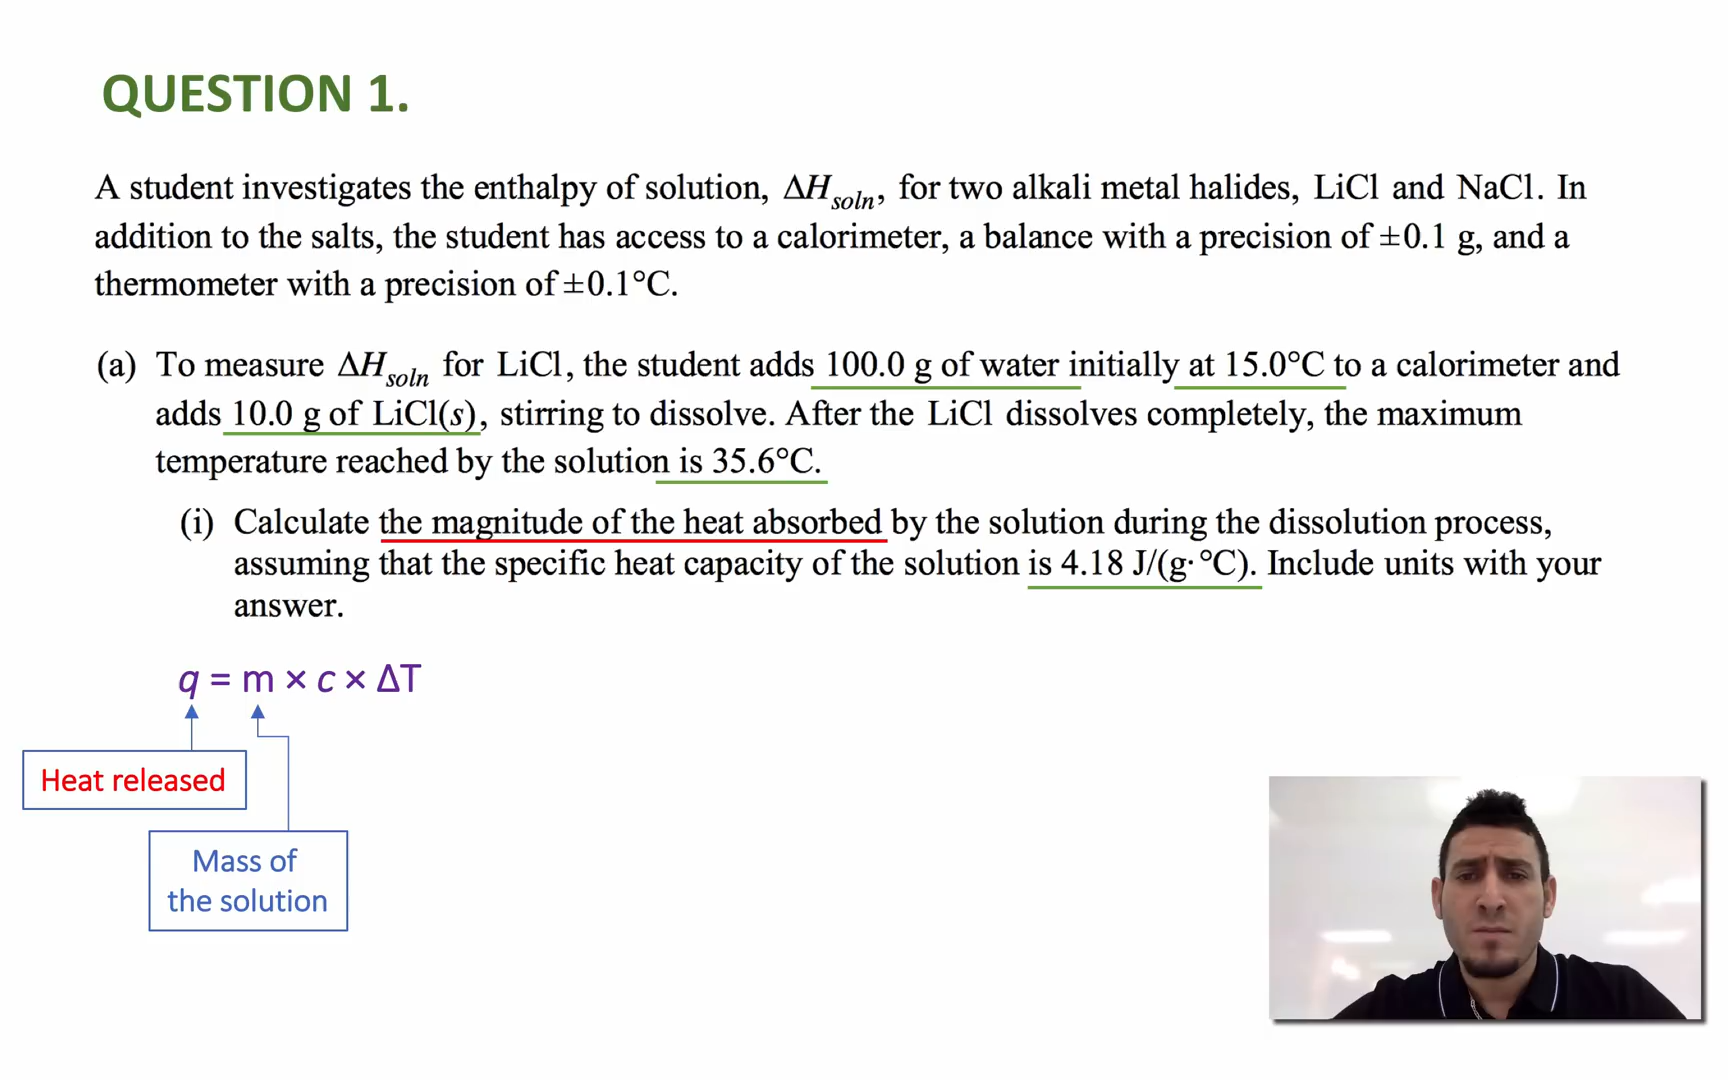 QUESTION 1.
A student investigates the enthalpy of solution, ΔH_soln, for two alkali metal halides, LiCl and NaCl. In
addition to the salts, the student has access to a calorimeter, a balance with a precision of ±0.1 g, and a
thermometer with a precision of ±0.1°C.
(a) To measure ΔH_soln for LiCl, the student adds 100.0 g of water initially at 15.0°C to a calorimeter and
adds 10.0 g of LiCl(s), stirring to dissolve. After the LiCl dissolves completely, the maximum
temperature reached by the solution is 35.6°C.
(i) Calculate the magnitude of the heat absorbed by the solution during the dissolution process,
assuming that the specific heat capacity of the solution is 4.18 J/(g·°C). Include units with your
answer.
q = m × c × ΔT
Heat released
Mass of
the solution